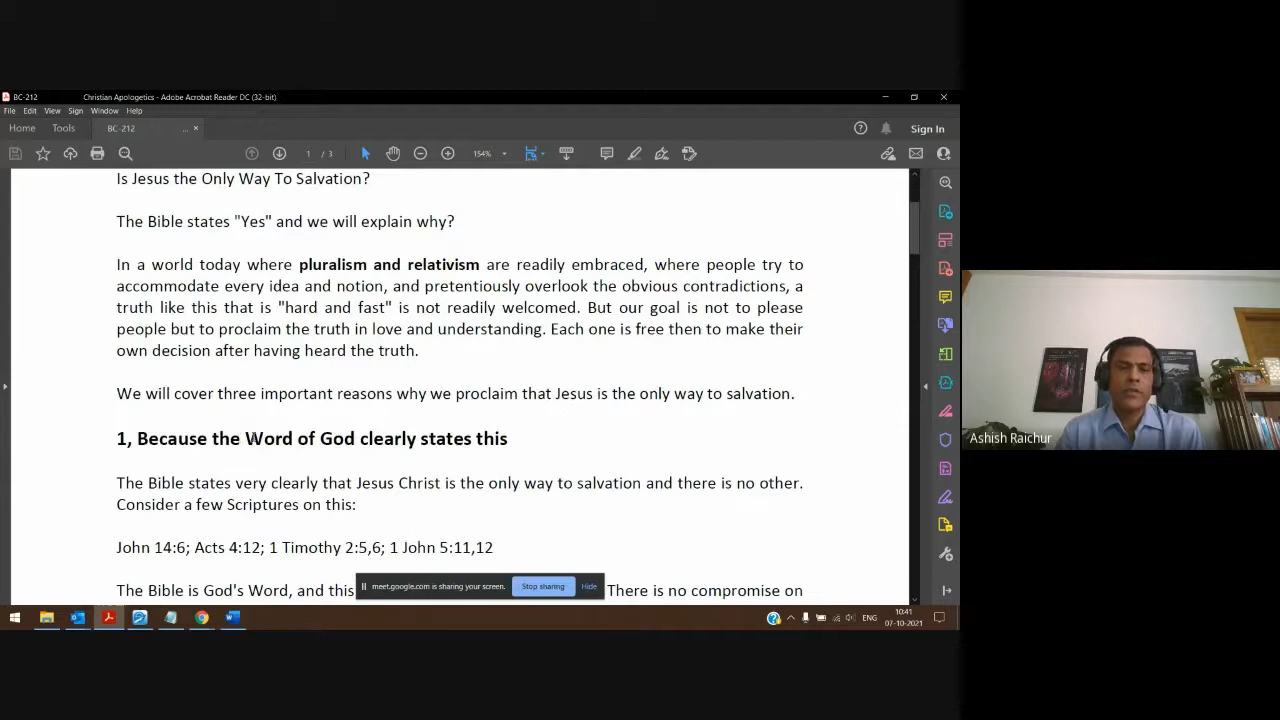 BC-212
Christian Apologetics - Adobe Acrobat Reader DC (32-bit)
File Edit View Sign Window Help
Home Tools BC-212 ... × Sign In
1 / 3 154%
Is Jesus the Only Way To Salvation?
The Bible states "Yes" and we will explain why?
In a world today where pluralism and relativism are readily embraced, where people try to
accommodate every idea and notion, and pretentiously overlook the obvious contradictions, a
truth like this that is "hard and fast" is not readily welcomed. But our goal is not to please
people but to proclaim the truth in love and understanding. Each one is free then to make their
own decision after having heard the truth.
We will cover three important reasons why we proclaim that Jesus is the only way to salvation.
1, Because the Word of God clearly states this
The Bible states very clearly that Jesus Christ is the only way to salvation and there is no other.
Consider a few Scriptures on this:
John 14:6; Acts 4:12; 1 Timothy 2:5,6; 1 John 5:11,12
The Bible is God's Word, and this
There is no compromise on
meet.google.com is sharing your screen. Stop sharing Hide
ENG
10:41
07-10-2021
Ashish Raichur